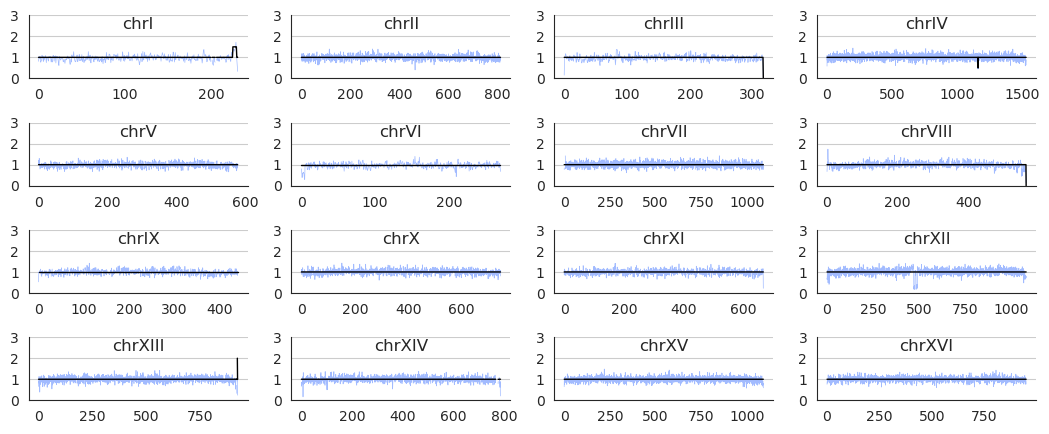 3 chrI 3 chrII 3 chrIII 3 chrIV
2 2 2 2
1 1 1 1
0 0 0 0
0 100 200 0 200 400 600 800 0 100 200 300 0 500 1000 1500
3 chrV 3 chrVI 3 chrVII 3 chrVIII
2 2 2 2
1 1 1 1
0 0 0 0
0 200 400 600 0 100 200 0 250 500 750 1000 0 200 400
3 chrIX 3 chrX 3 chrXI 3 chrXII
2 2 2 2
1 1 1 1
0 0 0 0
0 100 200 300 400 0 200 400 600 0 200 400 600 0 250 500 750 1000
3 chrXIII 3 chrXIV 3 chrXV 3 chrXVI
2 2 2 2
1 1 1 1
0 0 0 0
0 250 500 750 0 200 400 600 800 0 250 500 750 1000 0 250 500 750